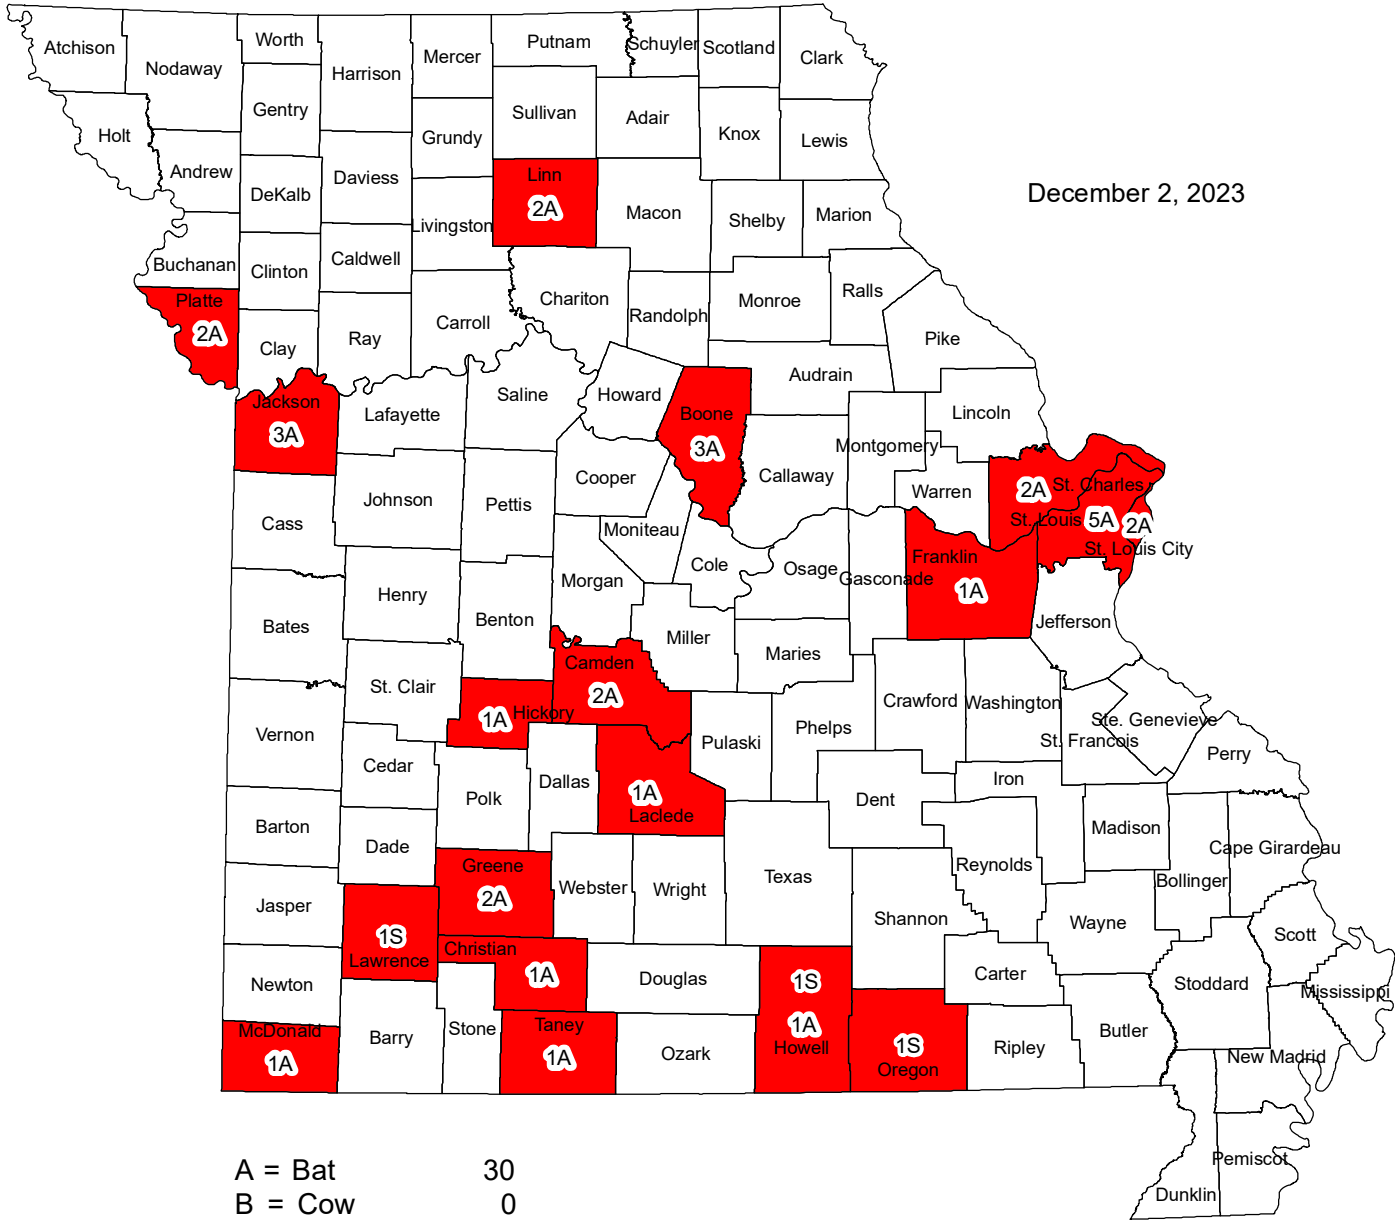 Atchison
Nodaway
Worth
Harrison
Mercer
Putnam
Schuyler
Scotland
Clark
Gentry
Sullivan
Adair
Knox
Lewis
Holt
Andrew
DeKalb
Daviess
Grundy
Linn
2A
Macon
Shelby
Marion
December 2, 2023
Livingston
Buchanan
Clinton
Caldwell
Platte
2A
Clay
Ray
Carroll
Chariton
Randolph
Monroe
Ralls
Pike
Jackson
3A
Lafayette
Saline
Howard
Boone
3A
Audrain
Lincoln
Montgomery
Callaway
Warren
2A
St. Charles
St. Louis
5A
2A
St. Louis City
Cass
Johnson
Pettis
Cooper
Moniteau
Cole
Osage
Gasconade
Franklin
1A
Jefferson
Bates
Henry
Benton
Morgan
Miller
Maries
Camden
2A
St. Clair
1A
Hickory
Vernon
Cedar
Polk
Dallas
1A
Laclede
Pulaski
Phelps
Crawford
Washington
Ste. Genevieve
St. Francois
Perry
Iron
Dent
Barton
Dade
Greene
2A
Webster
Wright
Texas
Shannon
Reynolds
Madison
Cape Girardeau
Bollinger
Wayne
Scott
Jasper
1S
Lawrence
Christian
1A
Douglas
1S
1A
Howell
Carter
Stoddard
Mississippi
Newton
McDonald
1A
Barry
Stone
Taney
1A
Ozark
1S
Oregon
Ripley
Butler
New Madrid
Pemiscot
Dunklin
A = Bat 30
B = Cow 0